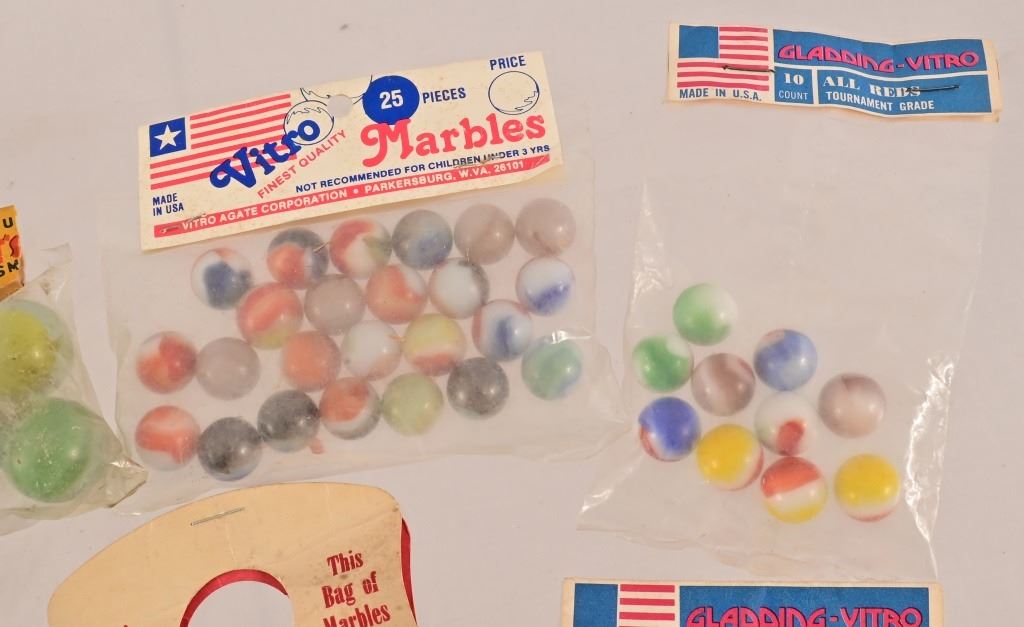 25 PIECES
PRICE
Vitro Marbles
FINEST QUALITY
MADE
IN USA
NOT RECOMMENDED FOR CHILDREN UNDER 3 YRS
VITRO AGATE CORPORATION • PARKERSBURG, W.VA. 26101
GLADDING-VITRO
10
COUNT
ALL REDS
TOURNAMENT GRADE
MADE IN U.S.A.
This
Bag of
Marbles
GLADDING-VITRO